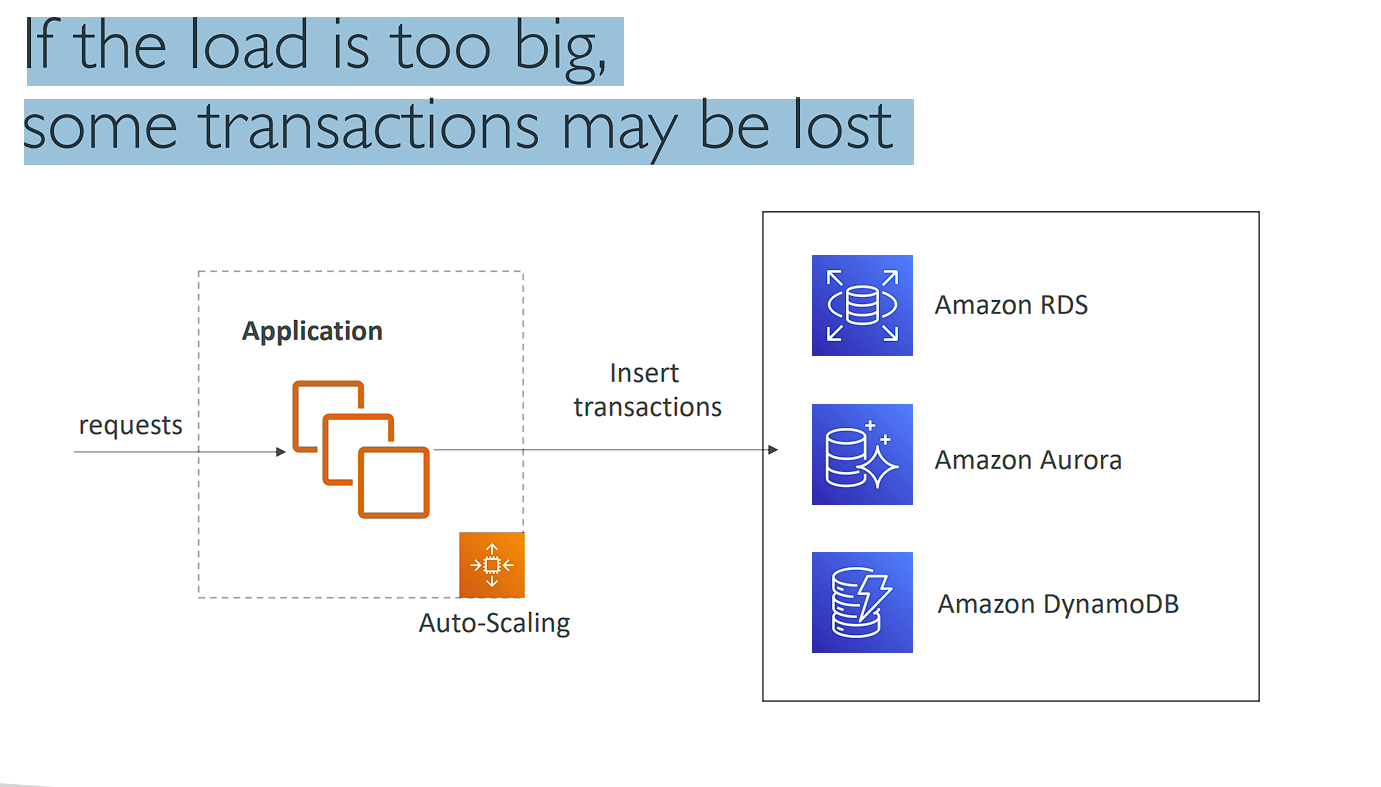 If the load is too big,
some transactions may be lost
Application
requests
Insert
transactions
Auto-Scaling
Amazon RDS
Amazon Aurora
Amazon DynamoDB